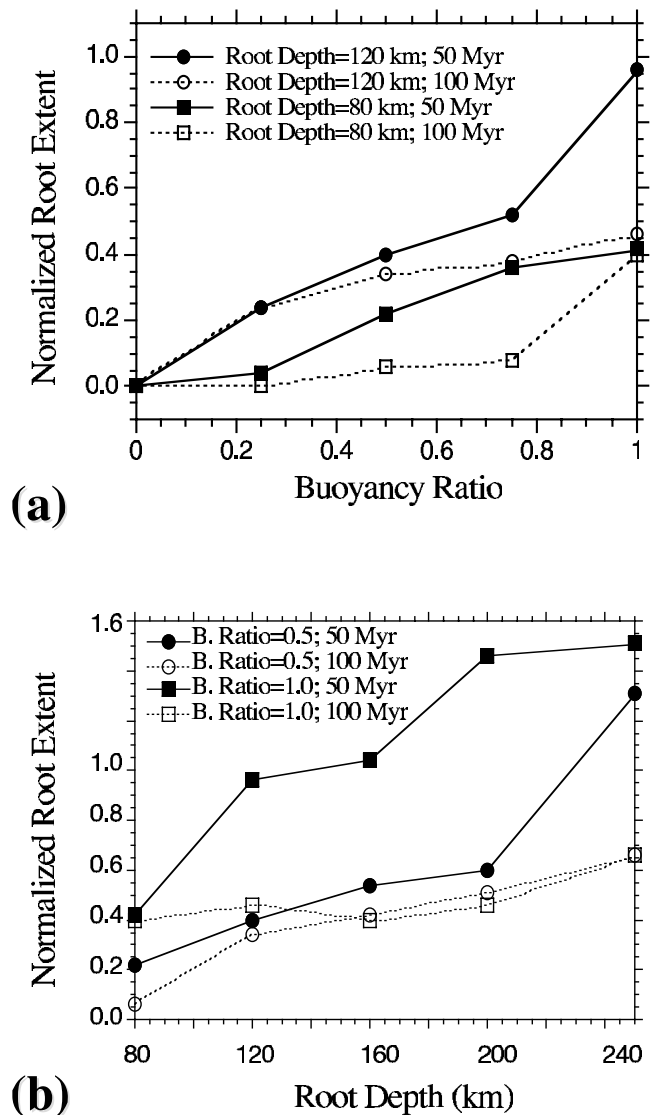 Root Depth=120 km; 50 Myr
Root Depth=120 km; 100 Myr
Root Depth=80 km; 50 Myr
Root Depth=80 km; 100 Myr
Normalized Root Extent
1.0
0.8
0.6
0.4
0.2
0.0
0 0.2 0.4 0.6 0.8 1
Buoyancy Ratio
(a)
B. Ratio=0.5; 50 Myr
B. Ratio=0.5; 100 Myr
B. Ratio=1.0; 50 Myr
B. Ratio=1.0; 100 Myr
Normalized Root Extent
1.6
1.0
0.8
0.6
0.4
0.2
0.0
80 120 160 200 240
Root Depth (km)
(b)